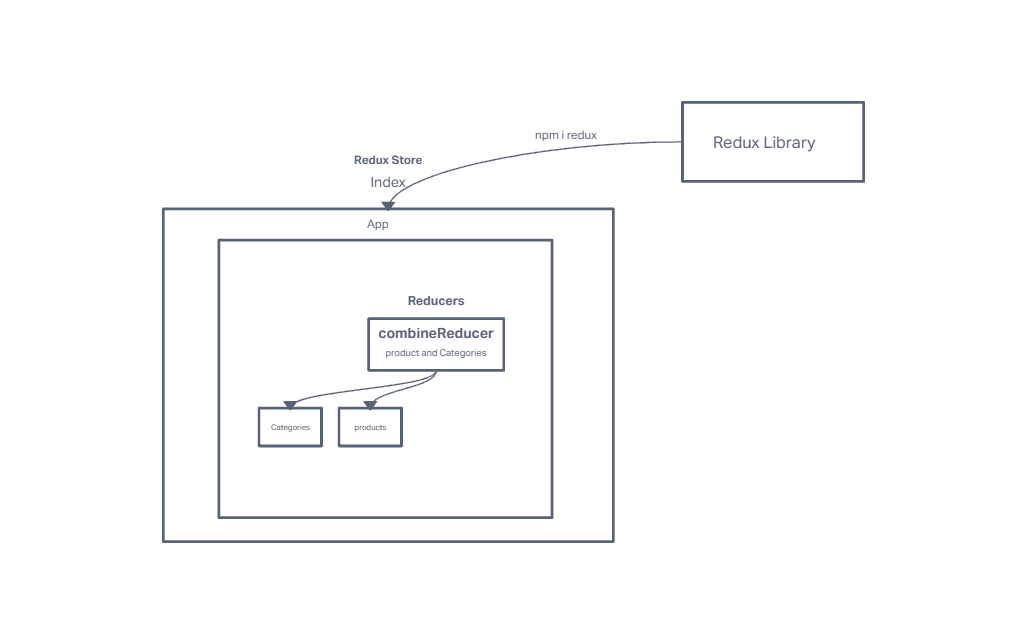 npm i redux
Redux Library
Redux Store
Index
App
Reducers
combineReducer
product and Categories
Categories
products